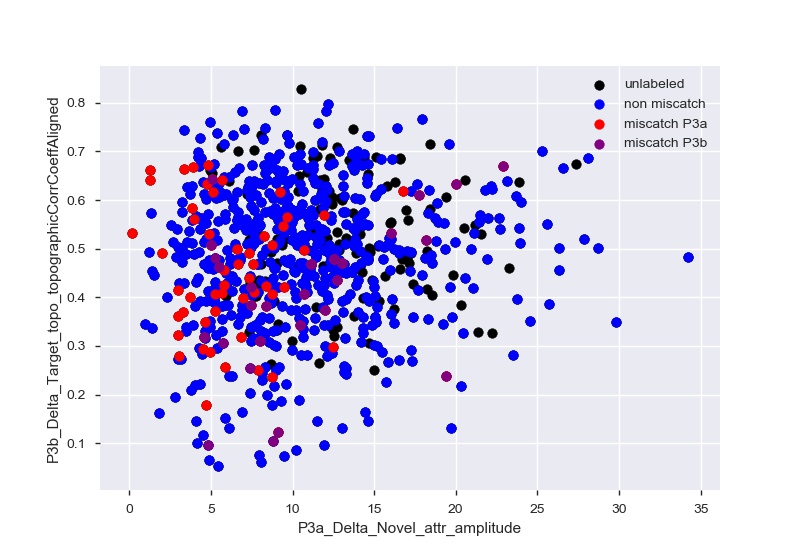 unlabeled
non miscatch
miscatch P3a
miscatch P3b
0.8
0.7
0.6
0.5
0.4
0.3
0.2
0.1
0 5 10 15 20 25 30 35
P3b_Delta_Target_topo_topographicCorrCoeffAligned
P3a_Delta_Novel_attr_amplitude